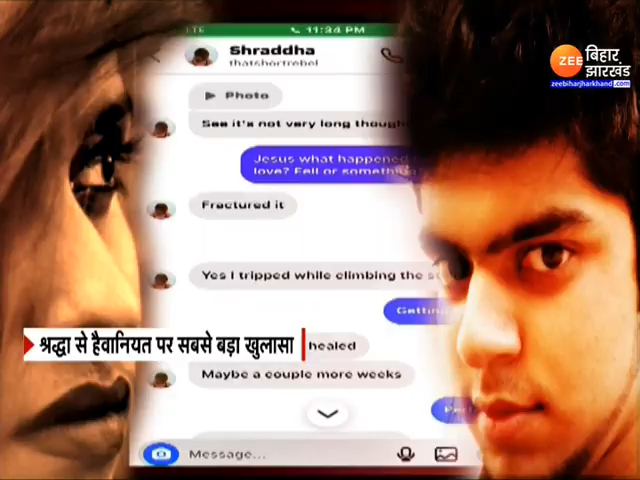 LTE 11:34 PM
Shraddha
thatshortrebel
ZEE बिहार झारखंड
zeebiharjharkhand.com
Photo
See it's not very long though
Jesus what happened
love? Fell or something
Fractured it
Yes I tripped while climbing the
Getting
श्रद्धा से हैवानियत पर सबसे बड़ा खुलासा
healed
Maybe a couple more weeks
Message...